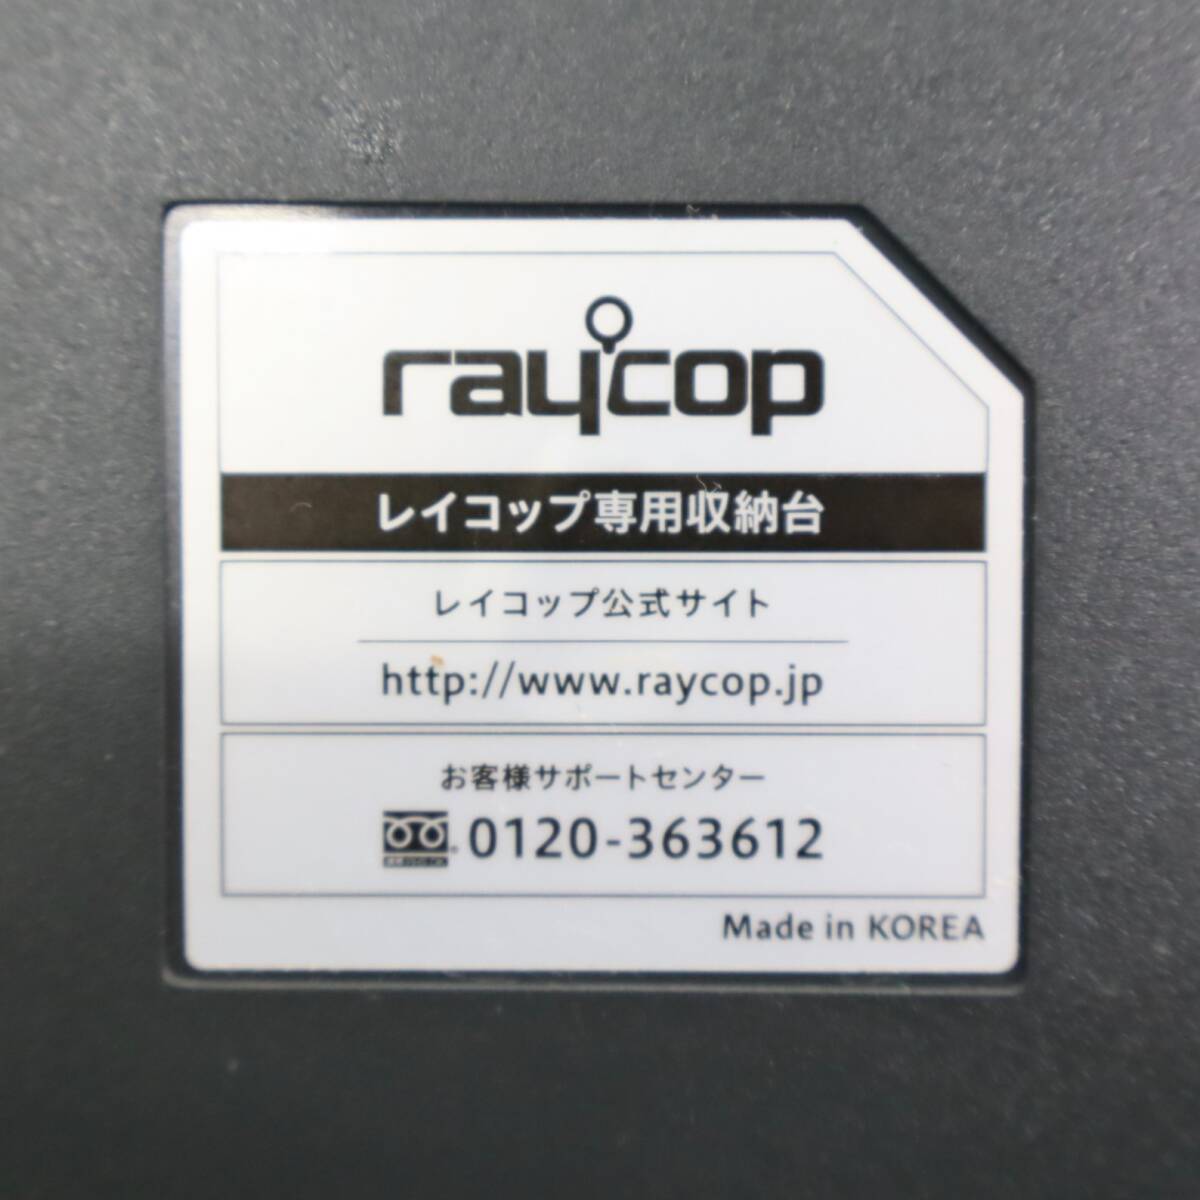 raycop
レイコップ専用収納台
レイコップ公式サイト
http://www.raycop.jp
お客様サポートセンター
0120-363612
Made in KOREA